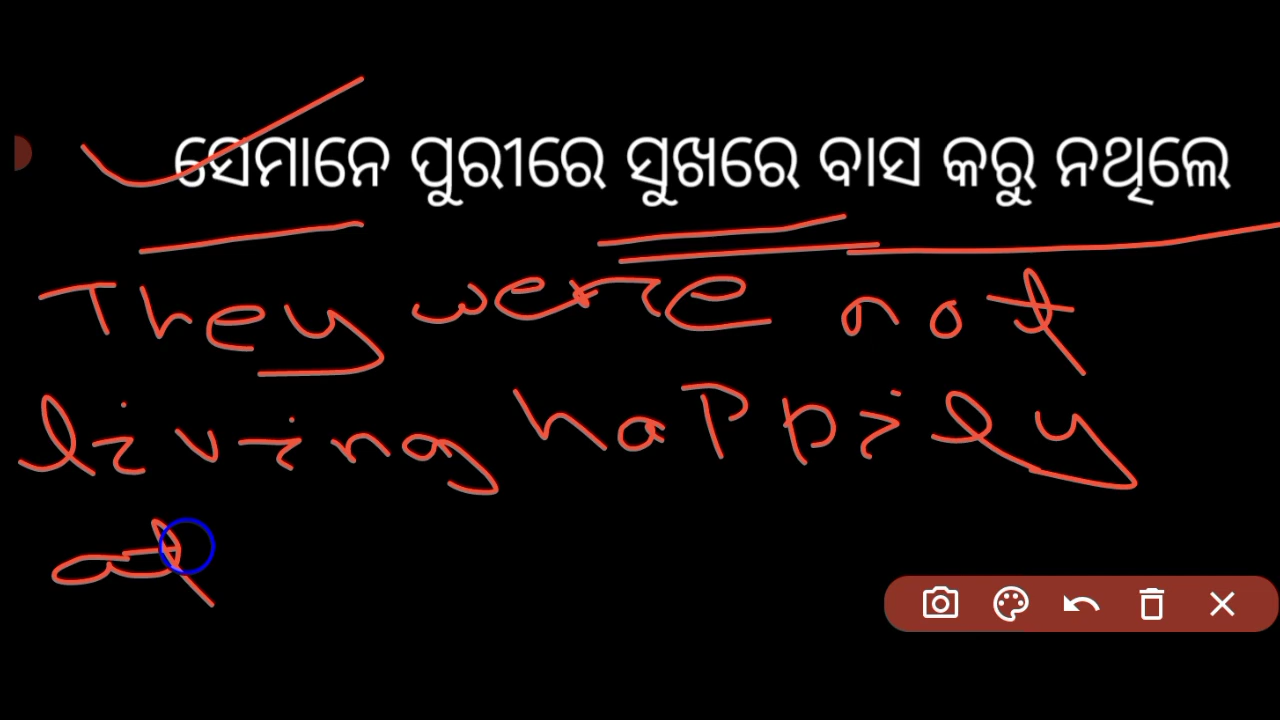 ସେମାନେ ପୁରୀରେ ସୁଖରେ ବାସ କରୁ ନଥିଲେ
They were not
living happily
at